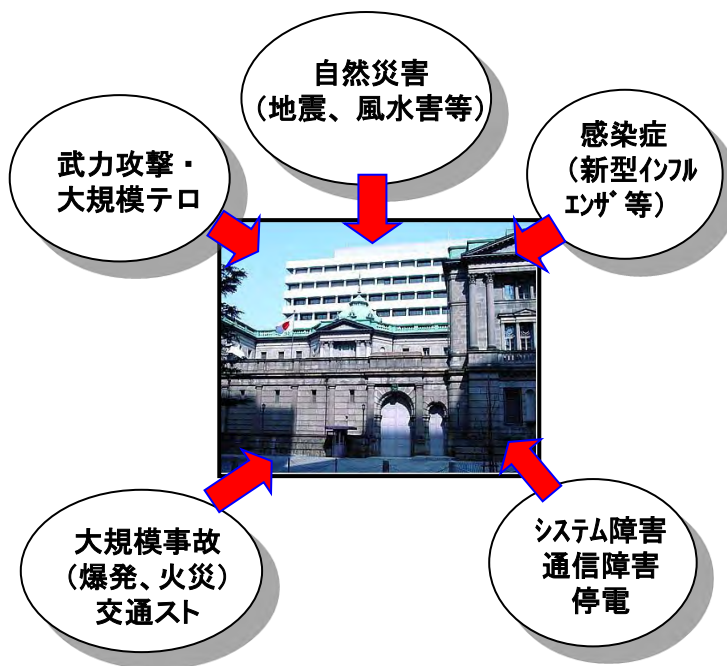 自然災害
（地震、風水害等）
武力攻撃・
大規模テロ
感染症
（新型ｲﾝﾌﾙ
ｴﾝｻﾞ等）
大規模事故
（爆発、火災）
交通スト
ｼｽﾃﾑ障害
通信障害
停電